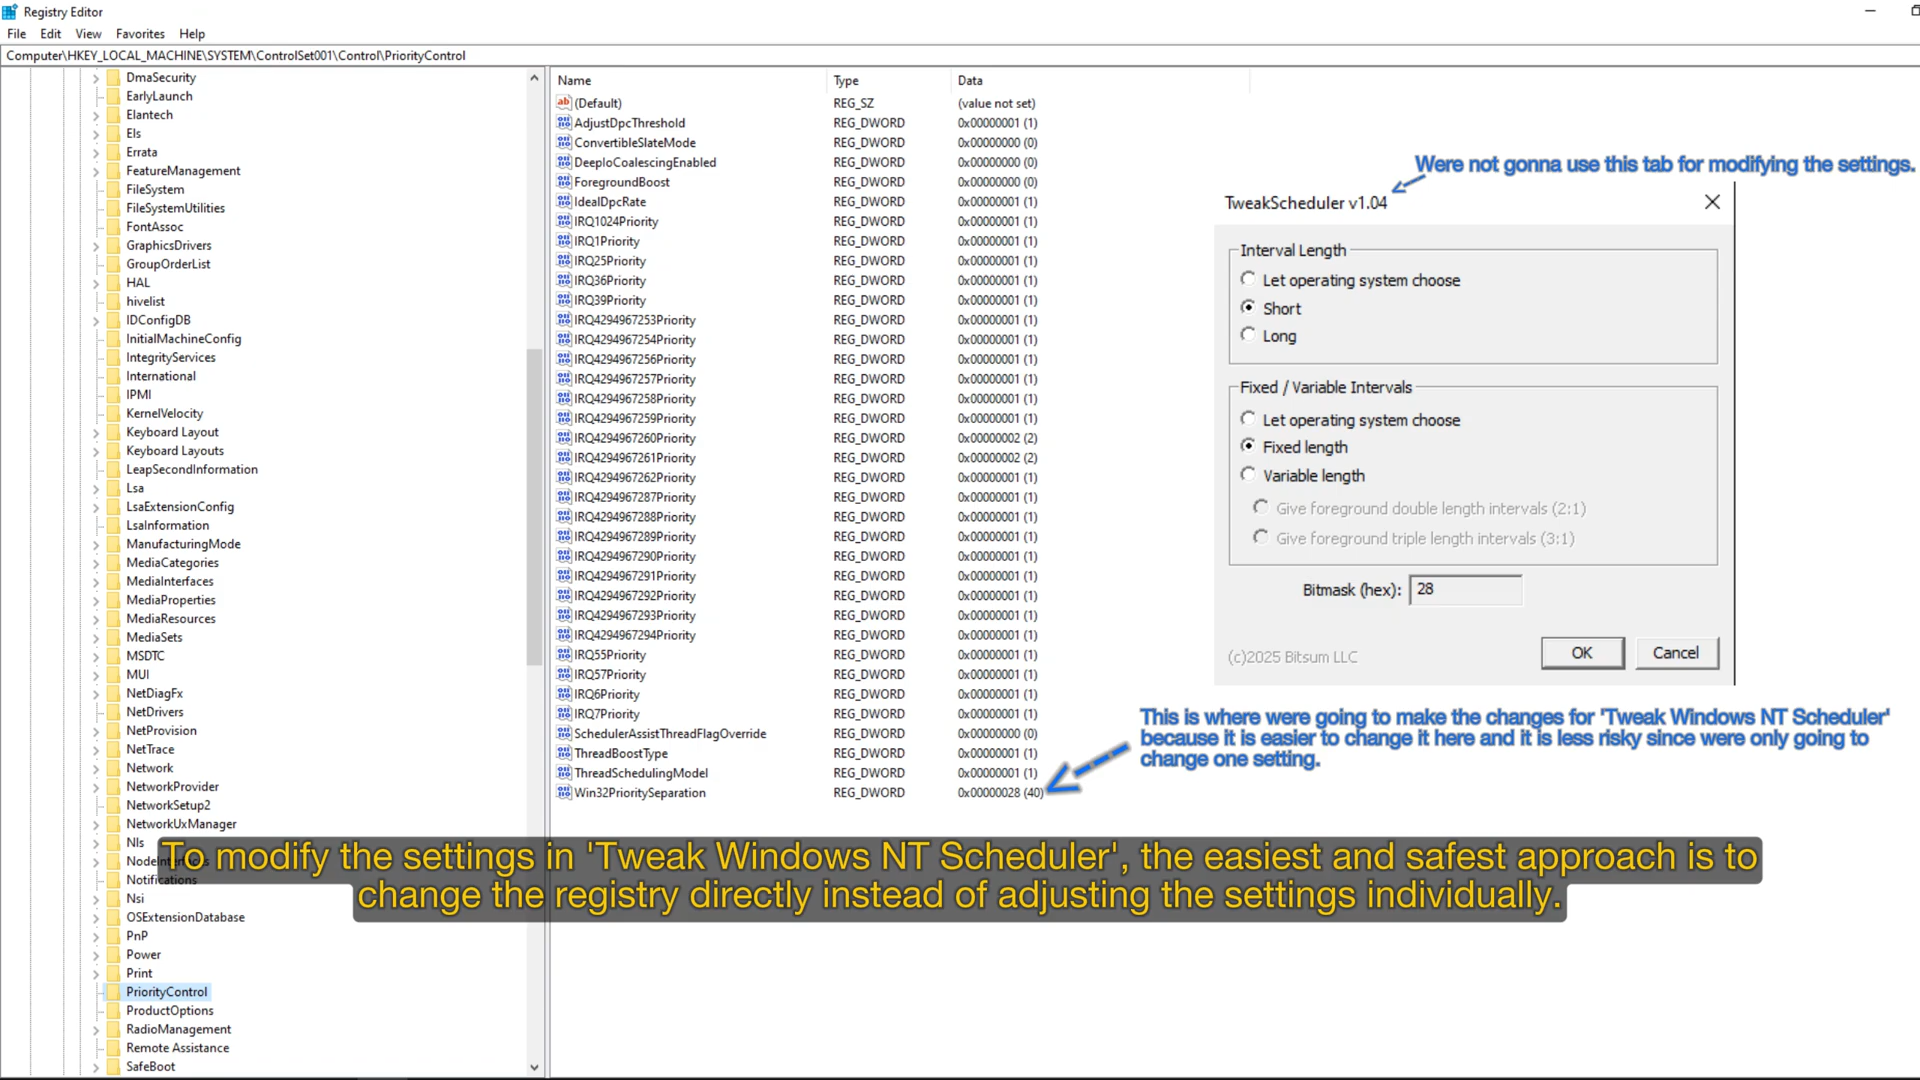 Registry Editor
File Edit View Favorites Help
Computer\HKEY_LOCAL_MACHINE\SYSTEM\ControlSet001\Control\PriorityControl
DmaSecurity
EarlyLaunch
Elantech
Els
Errata
FeatureManagement
FileSystem
FileSystemUtilities
FontAssoc
GraphicsDrivers
GroupOrderList
HAL
hivelist
IDConfigDB
InitialMachineConfig
IntegrityServices
International
IPMI
KernelVelocity
Keyboard Layout
Keyboard Layouts
LeapSecondInformation
Lsa
LsaExtensionConfig
LsaInformation
ManufacturingMode
MediaCategories
MediaInterfaces
MediaProperties
MediaResources
MediaSets
MSDTC
MUI
NetDiagFx
NetDrivers
NetProvision
NetTrace
Network
NetworkProvider
NetworkSetup2
NetworkUxManager
Nls
NodeInterfaces
Notifications
Nsi
OSExtensionDatabase
PnP
Power
Print
PriorityControl
ProductOptions
RadioManagement
Remote Assistance
SafeBoot
Name Type Data
(Default) REG_SZ (value not set)
AdjustDpcThreshold REG_DWORD 0x00000001 (1)
ConvertibleSlateMode REG_DWORD 0x00000000 (0)
DeepIoCoalescingEnabled REG_DWORD 0x00000000 (0)
ForegroundBoost REG_DWORD 0x00000000 (0)
IdealDpcRate REG_DWORD 0x00000001 (1)
IRQ1024Priority REG_DWORD 0x00000001 (1)
IRQ1Priority REG_DWORD 0x00000001 (1)
IRQ25Priority REG_DWORD 0x00000001 (1)
IRQ36Priority REG_DWORD 0x00000001 (1)
IRQ39Priority REG_DWORD 0x00000001 (1)
IRQ4294967253Priority REG_DWORD 0x00000001 (1)
IRQ4294967254Priority REG_DWORD 0x00000001 (1)
IRQ4294967256Priority REG_DWORD 0x00000001 (1)
IRQ4294967257Priority REG_DWORD 0x00000001 (1)
IRQ4294967258Priority REG_DWORD 0x00000001 (1)
IRQ4294967259Priority REG_DWORD 0x00000001 (1)
IRQ4294967260Priority REG_DWORD 0x00000002 (2)
IRQ4294967261Priority REG_DWORD 0x00000002 (2)
IRQ4294967262Priority REG_DWORD 0x00000001 (1)
IRQ4294967287Priority REG_DWORD 0x00000001 (1)
IRQ4294967288Priority REG_DWORD 0x00000001 (1)
IRQ4294967289Priority REG_DWORD 0x00000001 (1)
IRQ4294967290Priority REG_DWORD 0x00000001 (1)
IRQ4294967291Priority REG_DWORD 0x00000001 (1)
IRQ4294967292Priority REG_DWORD 0x00000001 (1)
IRQ4294967293Priority REG_DWORD 0x00000001 (1)
IRQ4294967294Priority REG_DWORD 0x00000001 (1)
IRQ55Priority REG_DWORD 0x00000001 (1)
IRQ57Priority REG_DWORD 0x00000001 (1)
IRQ6Priority REG_DWORD 0x00000001 (1)
IRQ7Priority REG_DWORD 0x00000001 (1)
SchedulerAssistThreadFlagOverride REG_DWORD 0x00000000 (0)
ThreadBoostType REG_DWORD 0x00000001 (1)
ThreadSchedulingModel REG_DWORD 0x00000001 (1)
Win32PrioritySeparation REG_DWORD 0x00000028 (40)
Were not gonna use this tab for modifying the settings.
TweakScheduler v1.04
Interval Length
Let operating system choose
Short
Long
Fixed / Variable Intervals
Let operating system choose
Fixed length
Variable length
Give foreground double length intervals (2:1)
Give foreground triple length intervals (3:1)
Bitmask (hex): 28
(c)2025 Bitsum LLC
OK Cancel
This is where were going to make the changes for 'Tweak Windows NT Scheduler'
because it is easier to change it here and it is less risky since were only going to
change one setting.
To modify the settings in 'Tweak Windows NT Scheduler', the easiest and safest approach is to
change the registry directly instead of adjusting the settings individually.